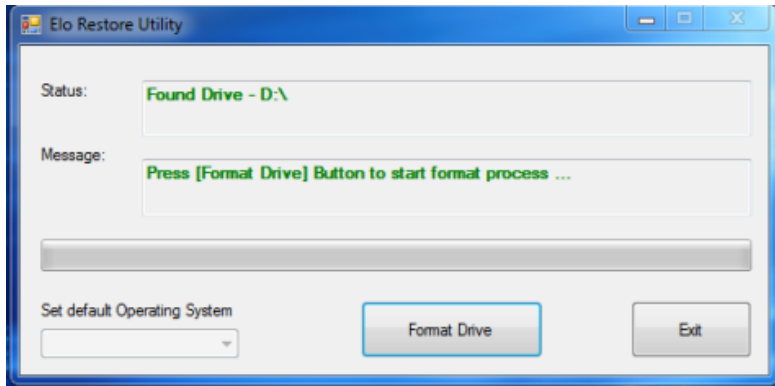 Elo Restore Utility
Status:
Found Drive - D:\
Message:
Press [Format Drive] Button to start format process ...
Set default Operating System
Format Drive
Exit